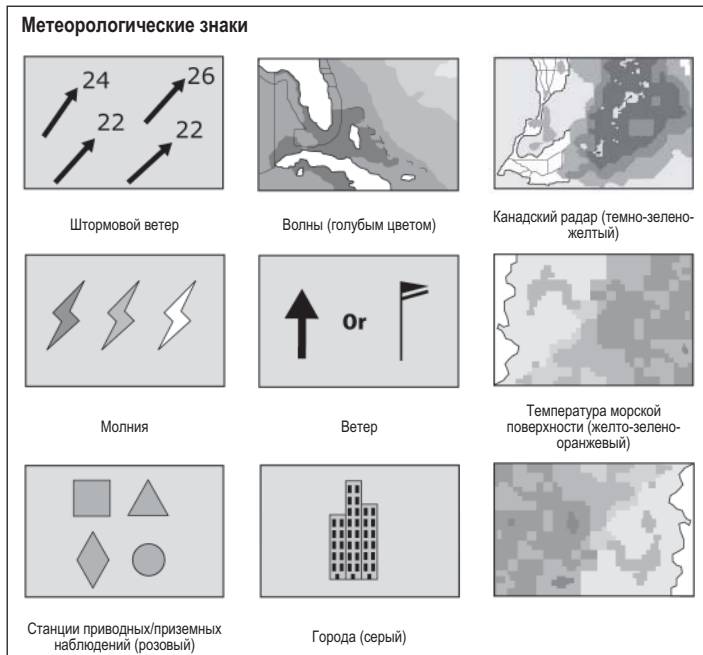 Метеорологические знаки
24
26
22
22
Штормовой ветер
Волны (голубым цветом)
Канадский радар (темно-зелено-
желтый)
Or
Молния
Ветер
Температура морской
поверхности (желто-зелено-
оранжевый)
Станции приводных/приземных
наблюдений (розовый)
Города (серый)